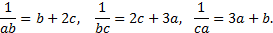 1/ab = b + 2c, 1/bc = 2c + 3a, 1/ca = 3a + b.